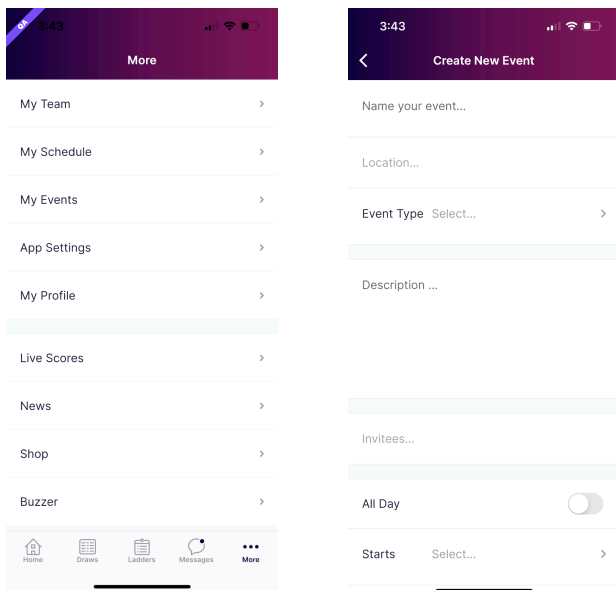 QA
3:43
More
My Team
My Schedule
My Events
App Settings
My Profile
Live Scores
News
Shop
Buzzer
Home Draws Ladders Messages More
3:43
Create New Event
Name your event...
Location...
Event Type Select...
Description ...
Invitees...
All Day
Starts Select...